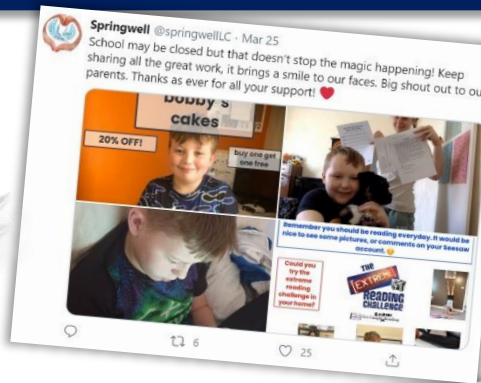 Springwell @springwellLC · Mar 25
School may be closed but that doesn't stop the magic happening! Keep
sharing all the great work, it brings a smile to our faces. Big shout out to ou
parents. Thanks as ever for all your support! ❤️
bobby's
cakes
20% OFF!
buy one get
one free
Remember you should be reading everyday. It would be
nice to see some pictures, or comments on your Seesaw
account. 😊
Could you
try the
extreme
reading
challenge in
your home?
THE
EXTREME
READING
CHALLENGE
6
25